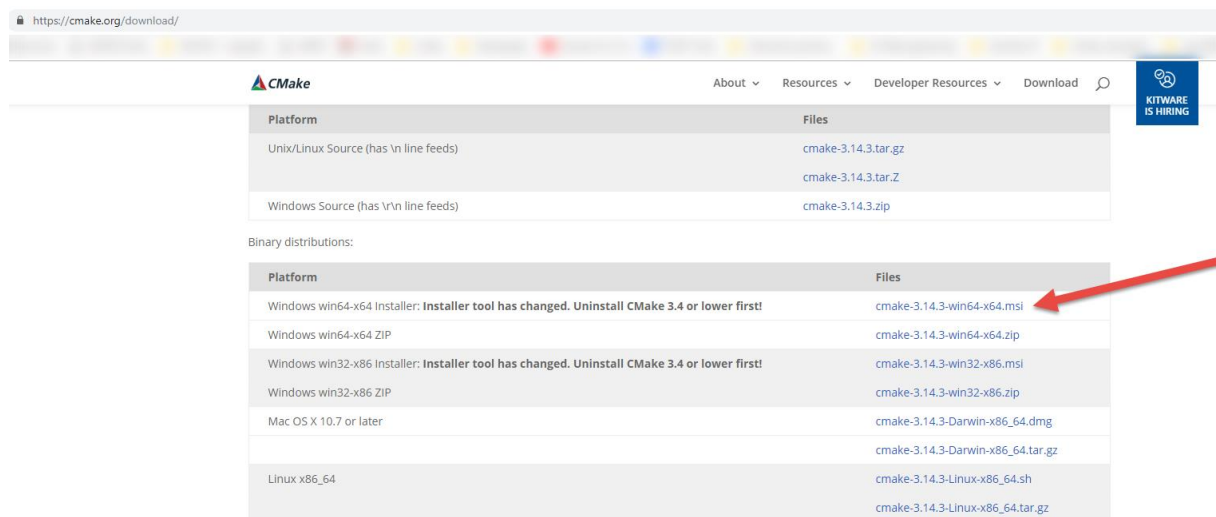 https://cmake.org/download/
CMake
About Resources Developer Resources Download
KITWARE
IS HIRING
Platform Files
Unix/Linux Source (has \n line feeds) cmake-3.14.3.tar.gz
cmake-3.14.3.tar.Z
Windows Source (has \r\n line feeds) cmake-3.14.3.zip
Binary distributions:
Platform Files
Windows win64-x64 Installer: Installer tool has changed. Uninstall CMake 3.4 or lower first! cmake-3.14.3-win64-x64.msi
Windows win64-x64 ZIP cmake-3.14.3-win64-x64.zip
Windows win32-x86 Installer: Installer tool has changed. Uninstall CMake 3.4 or lower first! cmake-3.14.3-win32-x86.msi
Windows win32-x86 ZIP cmake-3.14.3-win32-x86.zip
Mac OS X 10.7 or later cmake-3.14.3-Darwin-x86_64.dmg
cmake-3.14.3-Darwin-x86_64.tar.gz
Linux x86_64 cmake-3.14.3-Linux-x86_64.sh
cmake-3.14.3-Linux-x86_64.tar.gz